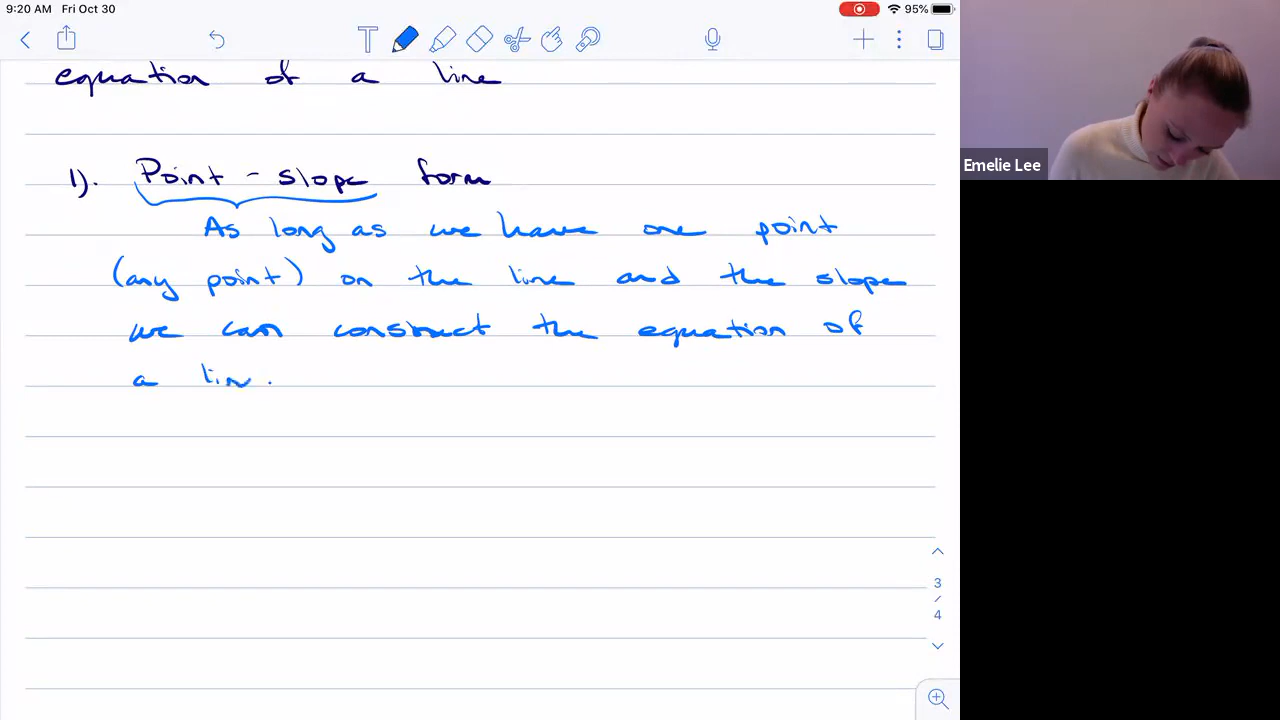 9:20 AM Fri Oct 30
95%
T
equation of a line
1). Point - slope form
As long as we have one point
(any point) on the line and the slope
we can construct the equation of
a lin.
3
/
4
Emelie Lee